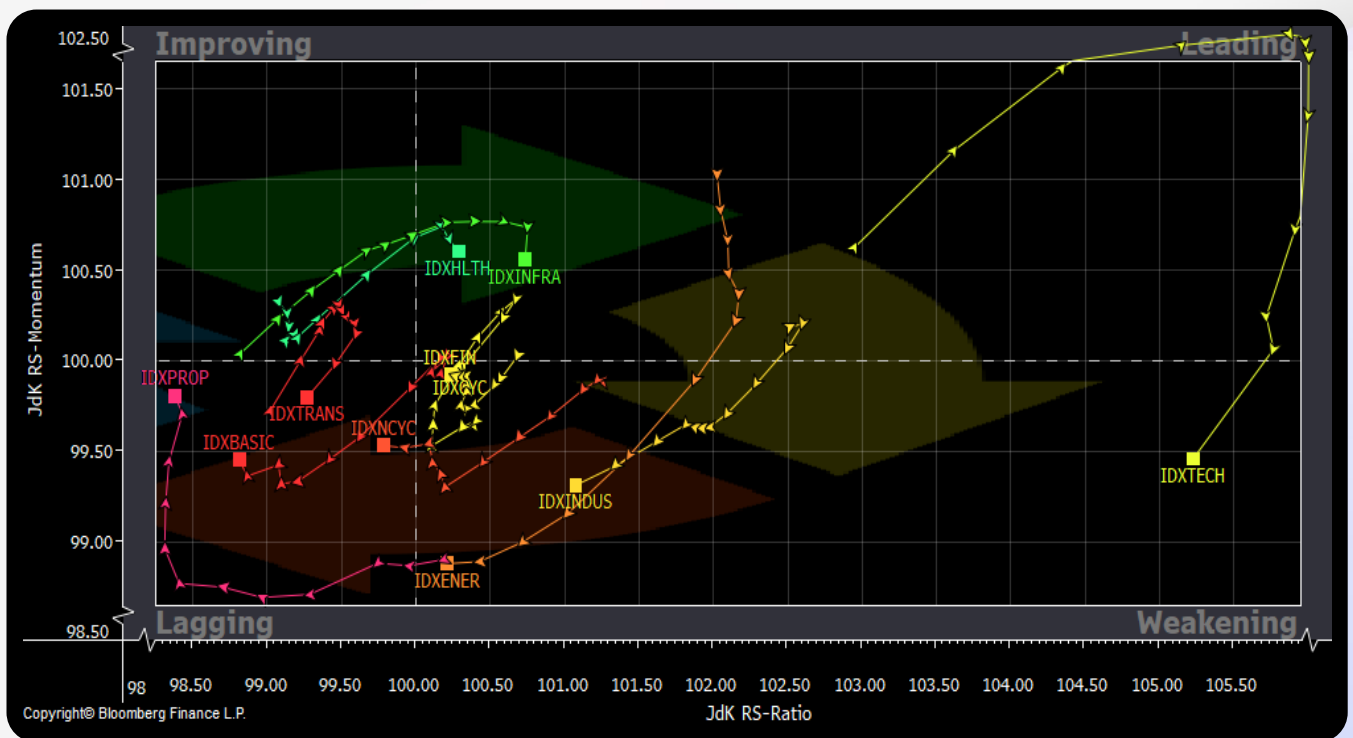 102.50
Improving
Leading
101.50
101.00
100.50
100.00
99.50
99.00
98.50
JdK RS-Momentum
IDXHLTH
IDXINFRA
IDXFIN
IDXCYC
IDXPROP
IDXTRANS
IDXNCYC
IDXBASIC
IDXTECH
IDXINDUS
IDXENER
Lagging
Weakening
98
98.50
99.00
99.50
100.00
100.50
101.00
101.50
102.00
102.50
103.00
103.50
104.00
104.50
105.00
105.50
Copyright© Bloomberg Finance L.P.
JdK RS-Ratio